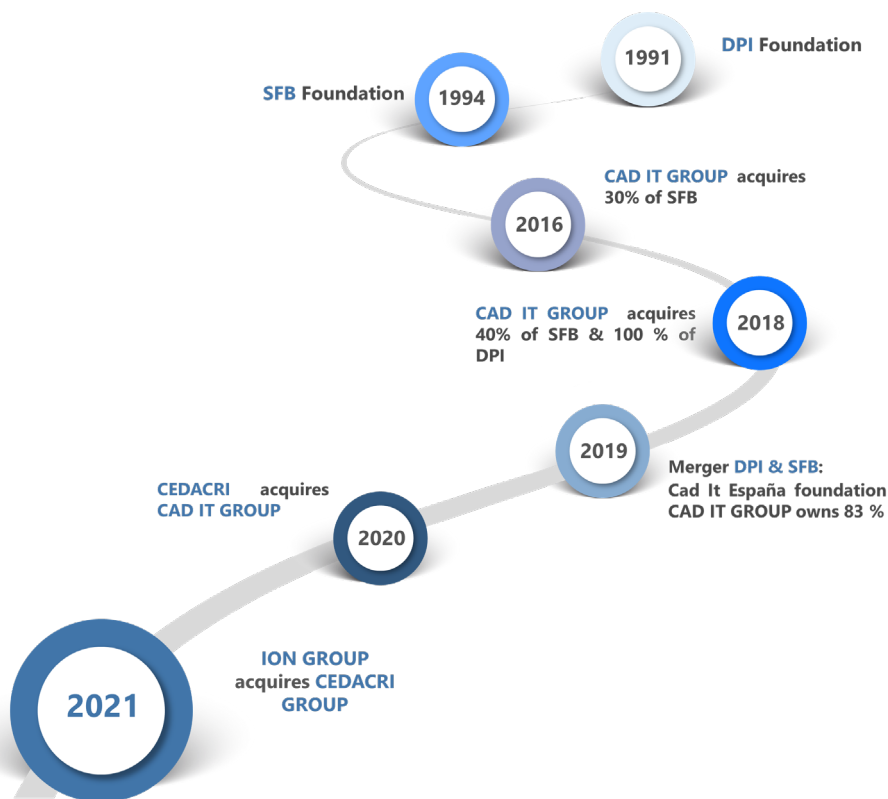 1991
DPI Foundation
SFB Foundation
1994
CAD IT GROUP acquires
30% of SFB
2016
CAD IT GROUP acquires
40% of SFB & 100 % of
DPI
2018
2019
Merger DPI & SFB:
Cad It España foundation
CAD IT GROUP owns 83 %
CEDACRI acquires
CAD IT GROUP
2020
2021
ION GROUP
acquires CEDACRI
GROUP